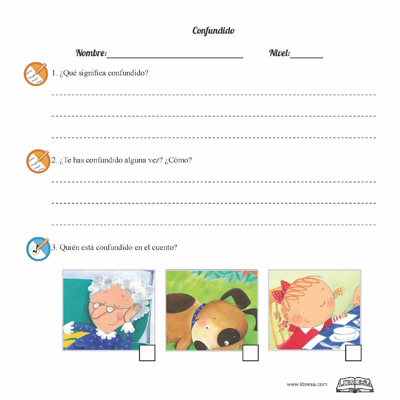 Confundido
Nombre: Nivel:
1. ¿Qué significa confundido?
2. ¿Te has confundido alguna vez? ¿Cómo?
3. Quién está confundido en el cuento?
www.libresa.com
LIBRESA